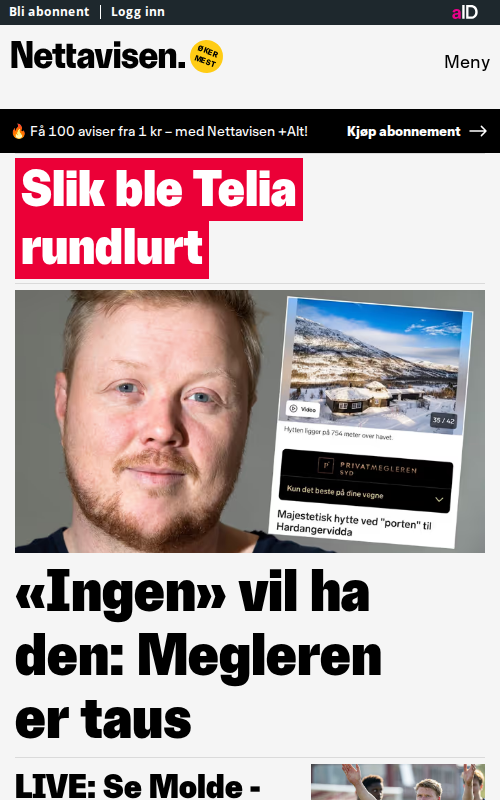 Bli abonnent
Logg inn
aID
Nettavisen.
ØKER
MEST
Meny
🔥 Få 100 aviser fra 1 kr – med Nettavisen +Alt!
Kjøp abonnement →
Slik ble Telia
rundlurt
Video
35 / 42
Hytten ligger på 754 meter over havet.
PRIVATMEGLEREN
SYD
Kun det beste på dine vegne
Majestetisk hytte ved "porten" til
Hardangervidda
«Ingen» vil ha
den: Megleren
er taus
LIVE: Se Molde -